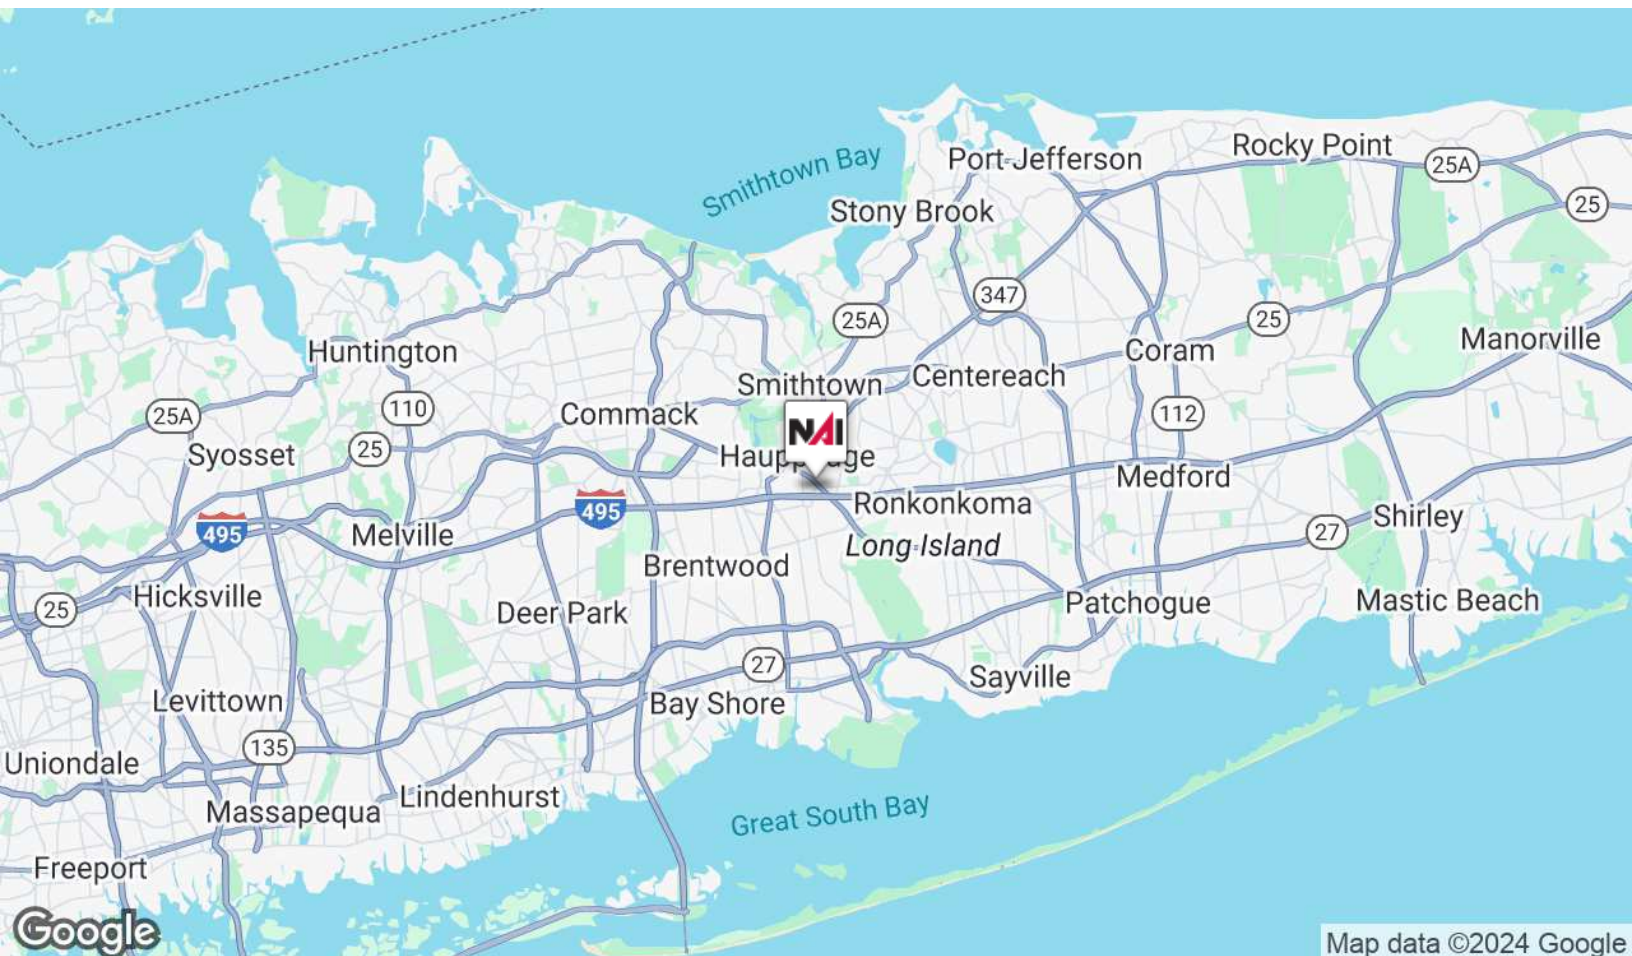 Smithtown Bay
Port Jefferson
Rocky Point
25A
Stony Brook
25
347
25A
25
Huntington
Coram
Manorville
Smithtown
Centereach
110
Commack
112
25A
NAI
25
Syosset
Medford
495
Ronkonkoma
495
Melville
Shirley
27
Long Island
Brentwood
Hicksville
25
Deer Park
Patchogue
Mastic Beach
27
Sayville
Levittown
Bay Shore
135
Uniondale
Lindenhurst
Massapequa
Great South Bay
Freeport
Google
Map data ©2024 Google